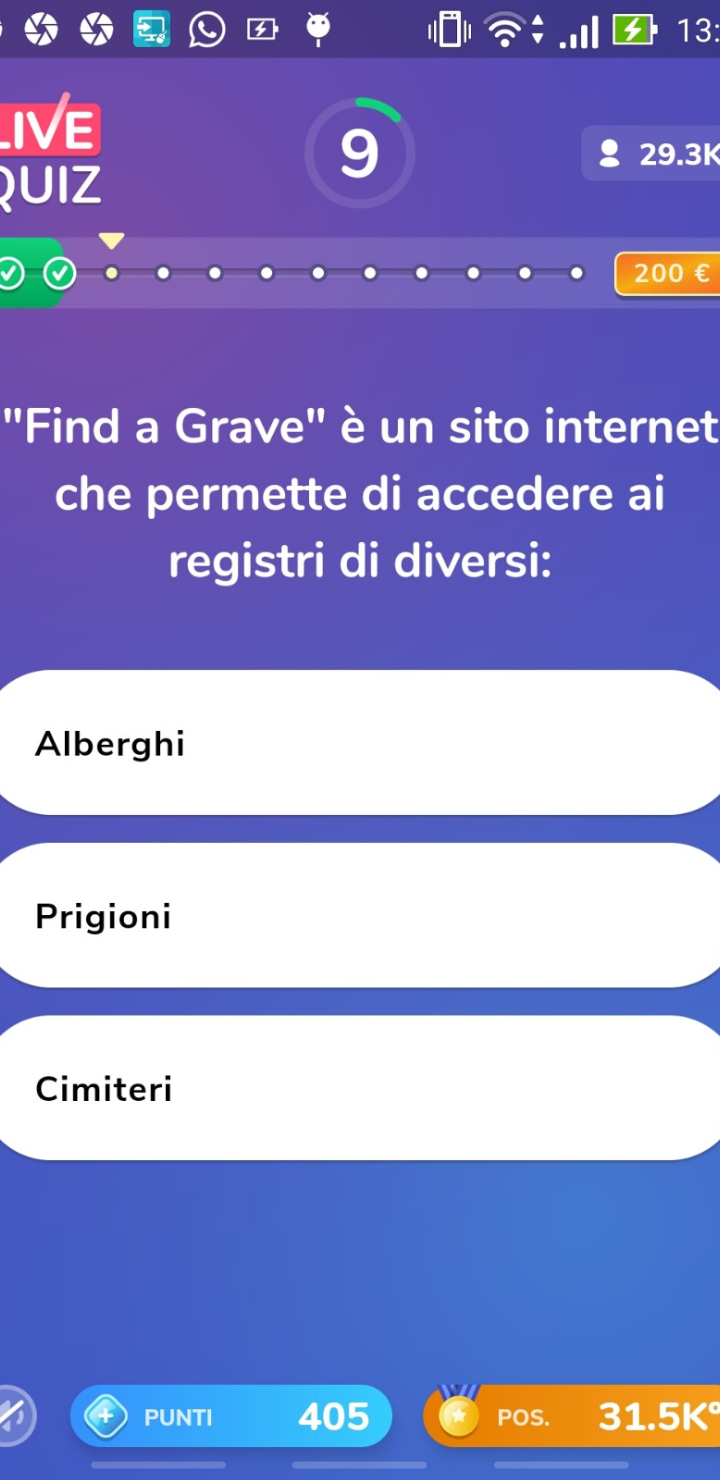 13:
LIVE
QUIZ
9
29.3K
200 €
"Find a Grave" è un sito internet
che permette di accedere ai
registri di diversi:
Alberghi
Prigioni
Cimiteri
PUNTI 405
POS. 31.5K°